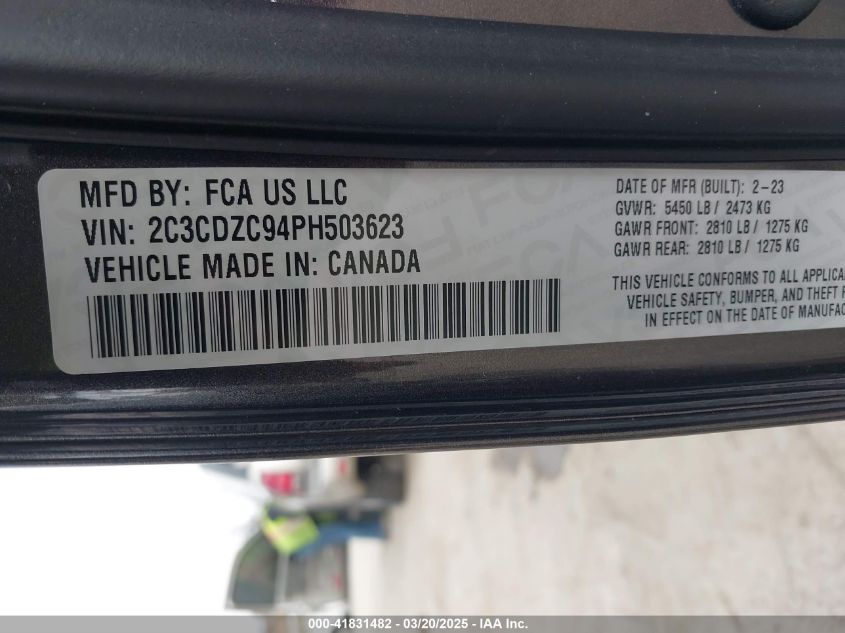 MFD BY: FCA US LLC
VIN: 2C3CDZC94PH503623
VEHICLE MADE IN: CANADA
DATE OF MFR (BUILT): 2-23
GVWR: 5450 LB / 2473 KG
GAWR FRONT: 2810 LB / 1275 KG
GAWR REAR: 2810 LB / 1275 KG
THIS VEHICLE CONFORMS TO ALL APPLICA
VEHICLE SAFETY, BUMPER, AND THEFT
IN EFFECT ON THE DATE OF MANUFAC
000-41831482 - 03/20/2025 - IAA Inc.